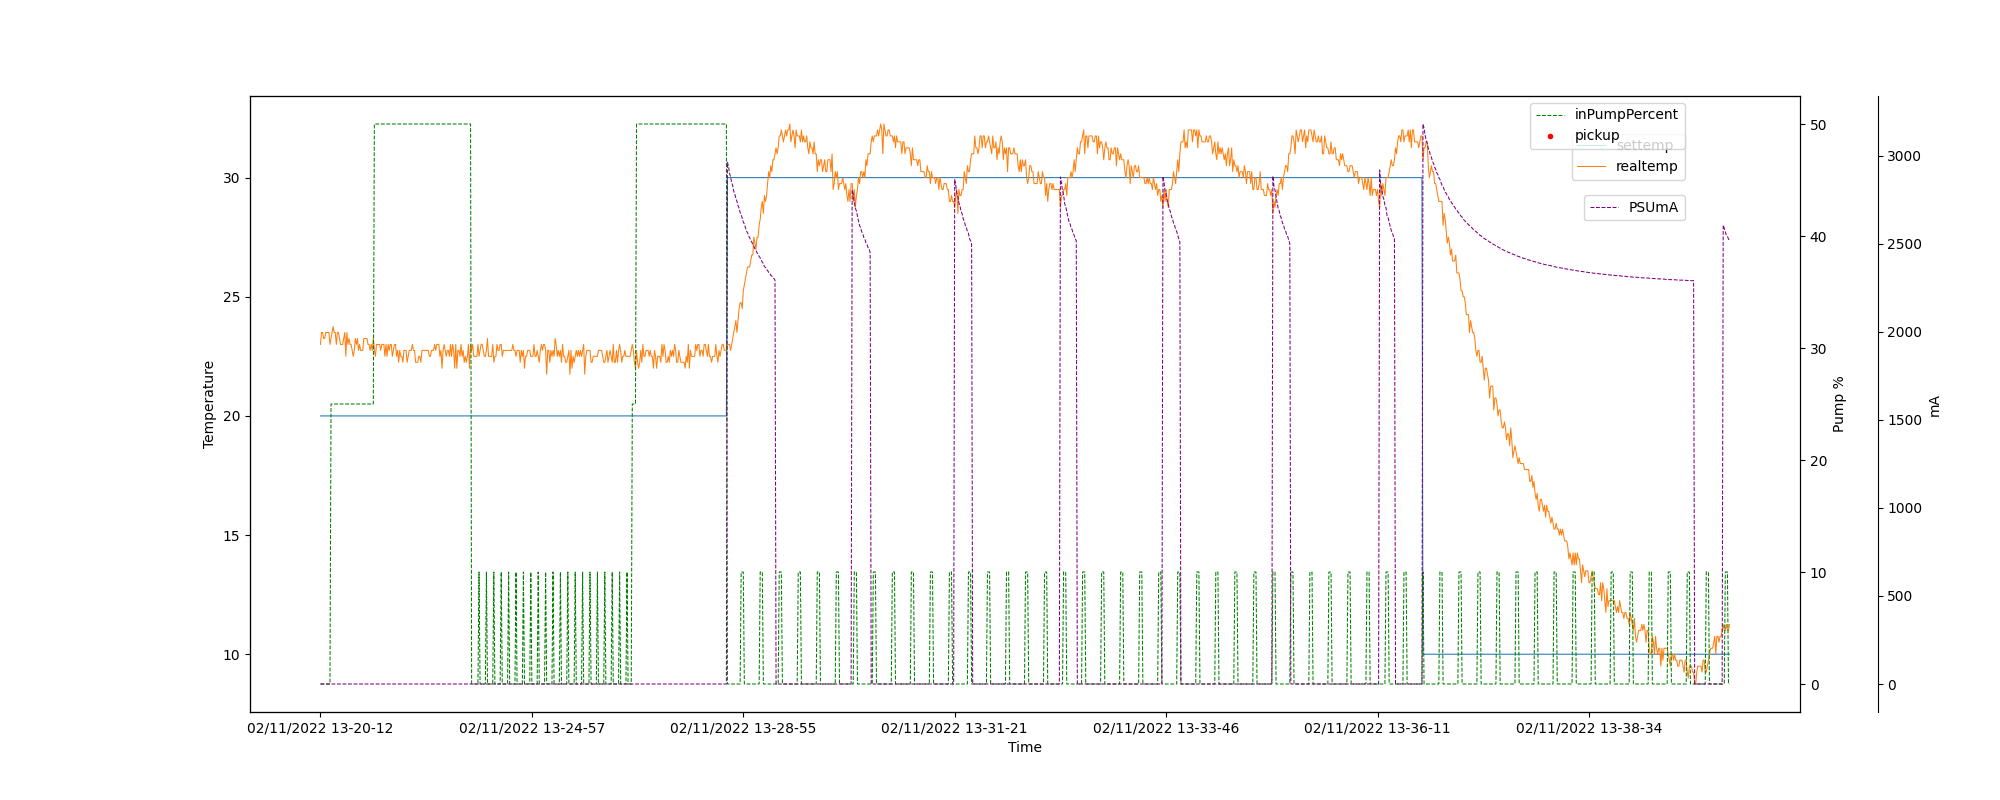 inPumpPercent
pickup
settemp
realtemp
PSUmA
30
25
20
15
10
Temperature
50
40
30
20
10
0
Pump %
3000
2500
2000
1500
1000
500
0
mA
02/11/2022 13-20-12
02/11/2022 13-24-57
02/11/2022 13-28-55
02/11/2022 13-31-21
02/11/2022 13-33-46
02/11/2022 13-36-11
02/11/2022 13-38-34
Time